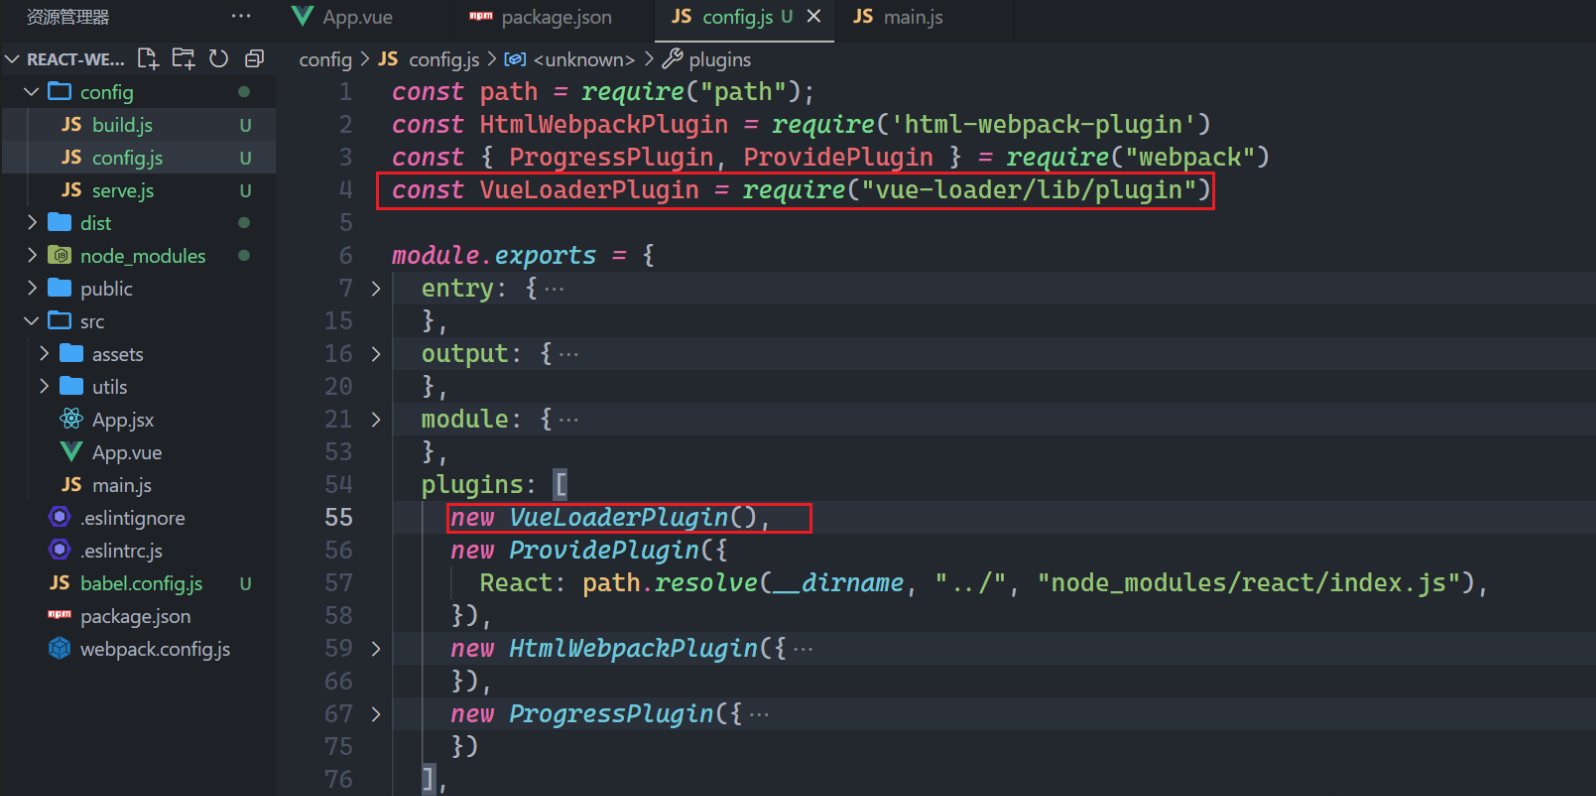 资源管理器 ···
App.vue
package.json
JS config.js U ×
JS main.js
REACT-WE...
config
JS build.js U
JS config.js U
JS serve.js U
dist
node_modules
public
src
assets
utils
App.jsx
App.vue
JS main.js
.eslintignore
.eslintrc.js
JS babel.config.js U
npm package.json
webpack.config.js
config > JS config.js > <unknown> > plugins
1 const path = require("path");
2 const HtmlWebpackPlugin = require('html-webpack-plugin')
3 const { ProgressPlugin, ProvidePlugin } = require("webpack")
4 const VueLoaderPlugin = require("vue-loader/lib/plugin")
5
6 module.exports = {
7 > entry: { ···
15 },
16 > output: { ···
20 },
21 > module: { ···
53 },
54 plugins: [
55 new VueLoaderPlugin(),
56 new ProvidePlugin({
57 React: path.resolve(__dirname, "../", "node_modules/react/index.js"),
58 }),
59 > new HtmlWebpackPlugin({ ···
66 }),
67 > new ProgressPlugin({ ···
75 })
76 ],